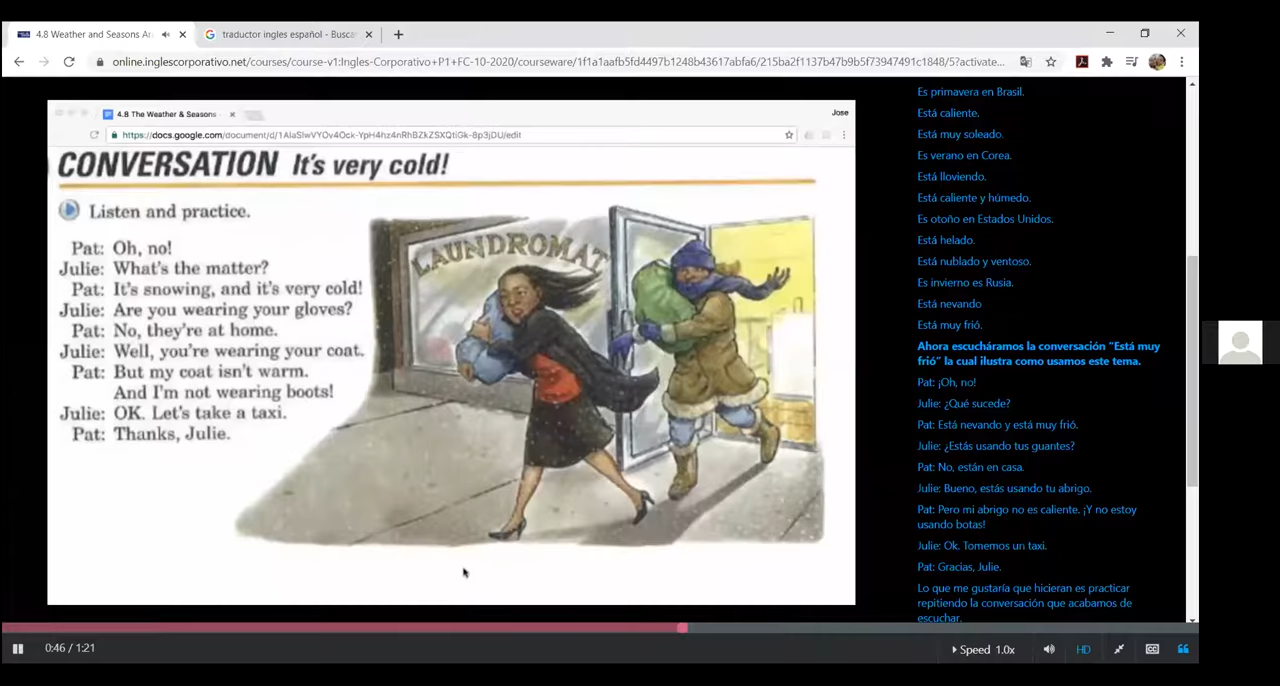 4.8 Weather and Seasons
traductor ingles español - Busca
online.inglescorporativo.net/courses/course-v1:Ingles-Corporativo+P1+FC-10-2020/courseware/1f1a1aafb5fd4497b1248b43617abfa6/215ba2f1137b47b9b5f73947491c1848/5?activate...
4.8 The Weather & Seasons
Jose
https://docs.google.com/document/d/1AlaSlwVYOv4Ock-YpH4hz4nRhBZkZSXQtiGk-8p3jDU/edit
CONVERSATION It's very cold!
Listen and practice.
LAUNDROMAT
Pat: Oh, no!
Julie: What's the matter?
Pat: It's snowing, and it's very cold!
Julie: Are you wearing your gloves?
Pat: No, they're at home.
Julie: Well, you're wearing your coat.
Pat: But my coat isn't warm.
And I'm not wearing boots!
Julie: OK. Let's take a taxi.
Pat: Thanks, Julie.
Es primavera en Brasil.
Está caliente.
Está muy soleado.
Es verano en Corea.
Está lloviendo.
Está caliente y húmedo.
Es otoño en Estados Unidos.
Está helado.
Está nublado y ventoso.
Es invierno es Rusia.
Está nevando
Está muy frió.
Ahora escucháramos la conversación "Está muy
frió" la cual ilustra como usamos este tema.
Pat: ¡Oh, no!
Julie: ¿Qué sucede?
Pat: Está nevando y está muy frió.
Julie: ¿Estás usando tus guantes?
Pat: No, están en casa.
Julie: Bueno, estás usando tu abrigo.
Pat: Pero mi abrigo no es caliente. ¡Y no estoy
usando botas!
Julie: Ok. Tomemos un taxi.
Pat: Gracias, Julie.
Lo que me gustaría que hicieran es practicar
repitiendo la conversación que acabamos de
escuchar.
0:46 / 1:21
Speed 1.0x
HD
CC